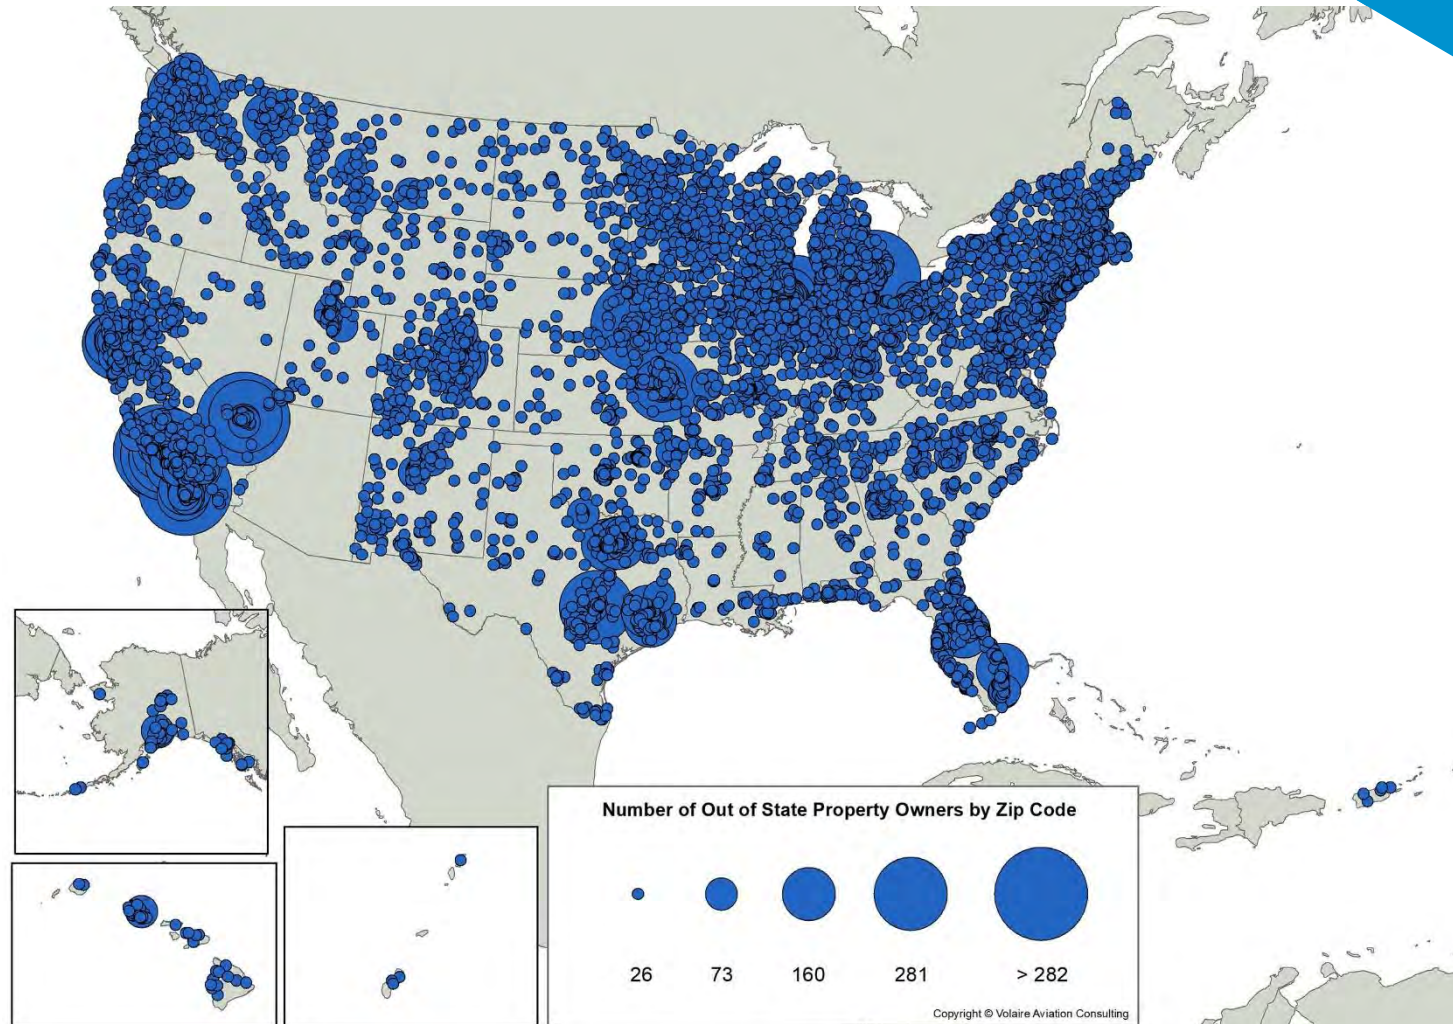 Number of Out of State Property Owners by Zip Code
26 73 160 281 > 282
Copyright © Volaire Aviation Consulting